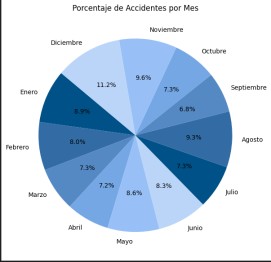 Porcentaje de Accidentes por Mes
Noviembre
Diciembre
Octubre
9.6%
11.2%
7.3%
Septiembre
Enero
6.8%
8.9%
9.3%
Agosto
8.0%
Febrero
7.3%
7.3%
7.2%
8.3%
Julio
Marzo
8.6%
Abril
Junio
Mayo